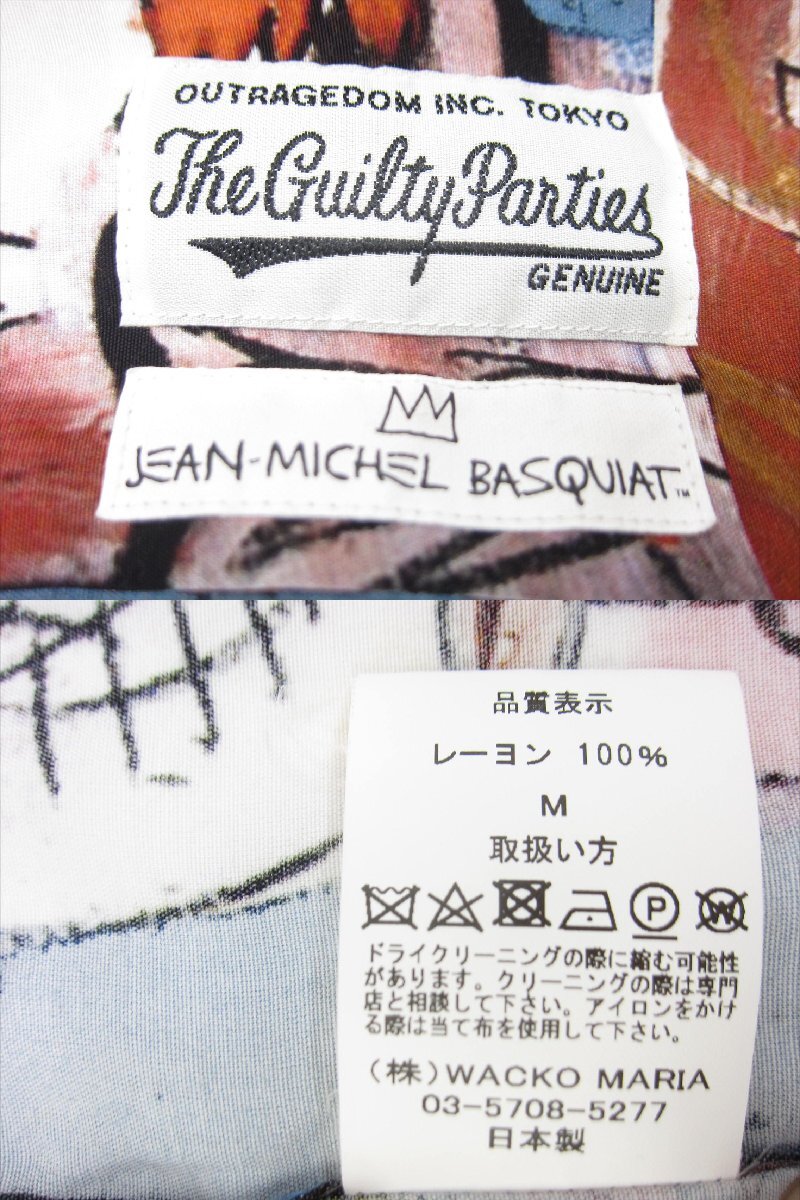 OUTRAGEDOM INC. TOKYO
The Guilty Parties
GENUINE
JEAN-MICHEL BASQUIAT™
品質表示
レーヨン 100%
M
取扱い方
P
W
ドライクリーニングの際に縮む可能性
があります。クリーニングの際は専門
店と相談して下さい。アイロンをかけ
る際は当て布を使用して下さい。
(株)WACKO MARIA
03-5708-5277
日本製